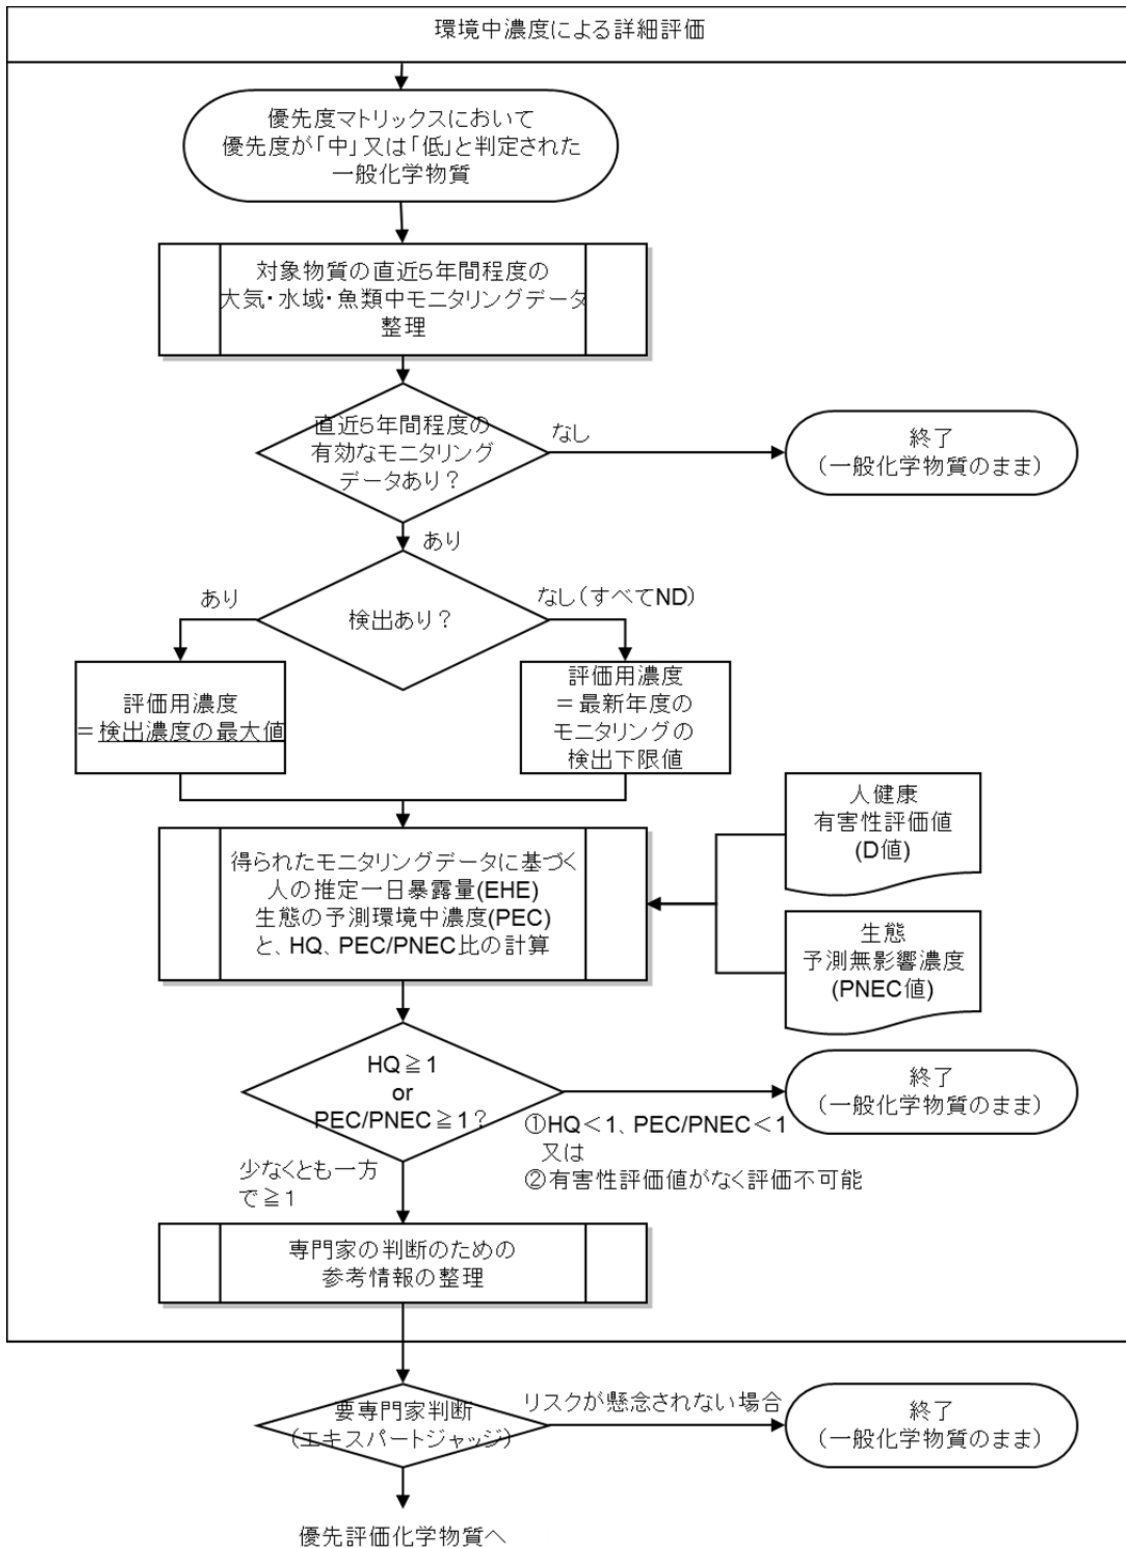 環境中濃度による詳細評価
優先度マトリックスにおいて
優先度が｢中｣又は｢低｣と判定された
一般化学物質
対象物質の直近5年間程度の
大気・水域・魚類中モニタリングデータ
整理
直近5年間程度の
有効なモニタリング
データあり？
なし
終了
（一般化学物質のまま）
あり
検出あり？
あり
なし（すべてND）
評価用濃度
＝検出濃度の最大値
評価用濃度
＝最新年度の
モニタリングの
検出下限値
人健康
有害性評価値
(D値)
得られたモニタリングデータに基づく
人の推定一日暴露量(EHE)
生態の予測環境中濃度(PEC)
と、HQ、PEC/PNEC比の計算
生態
予測無影響濃度
(PNEC値)
HQ≧1
or
PEC/PNEC≧1？
終了
（一般化学物質のまま）
①HQ＜1、PEC/PNEC＜1
又は
②有害性評価値がなく評価不可能
少なくとも一方
で≧1
専門家の判断のための
参考情報の整理
要専門家判断
（エキスパートジャッジ）
リスクが懸念されない場合
終了
（一般化学物質のまま）
優先評価化学物質へ